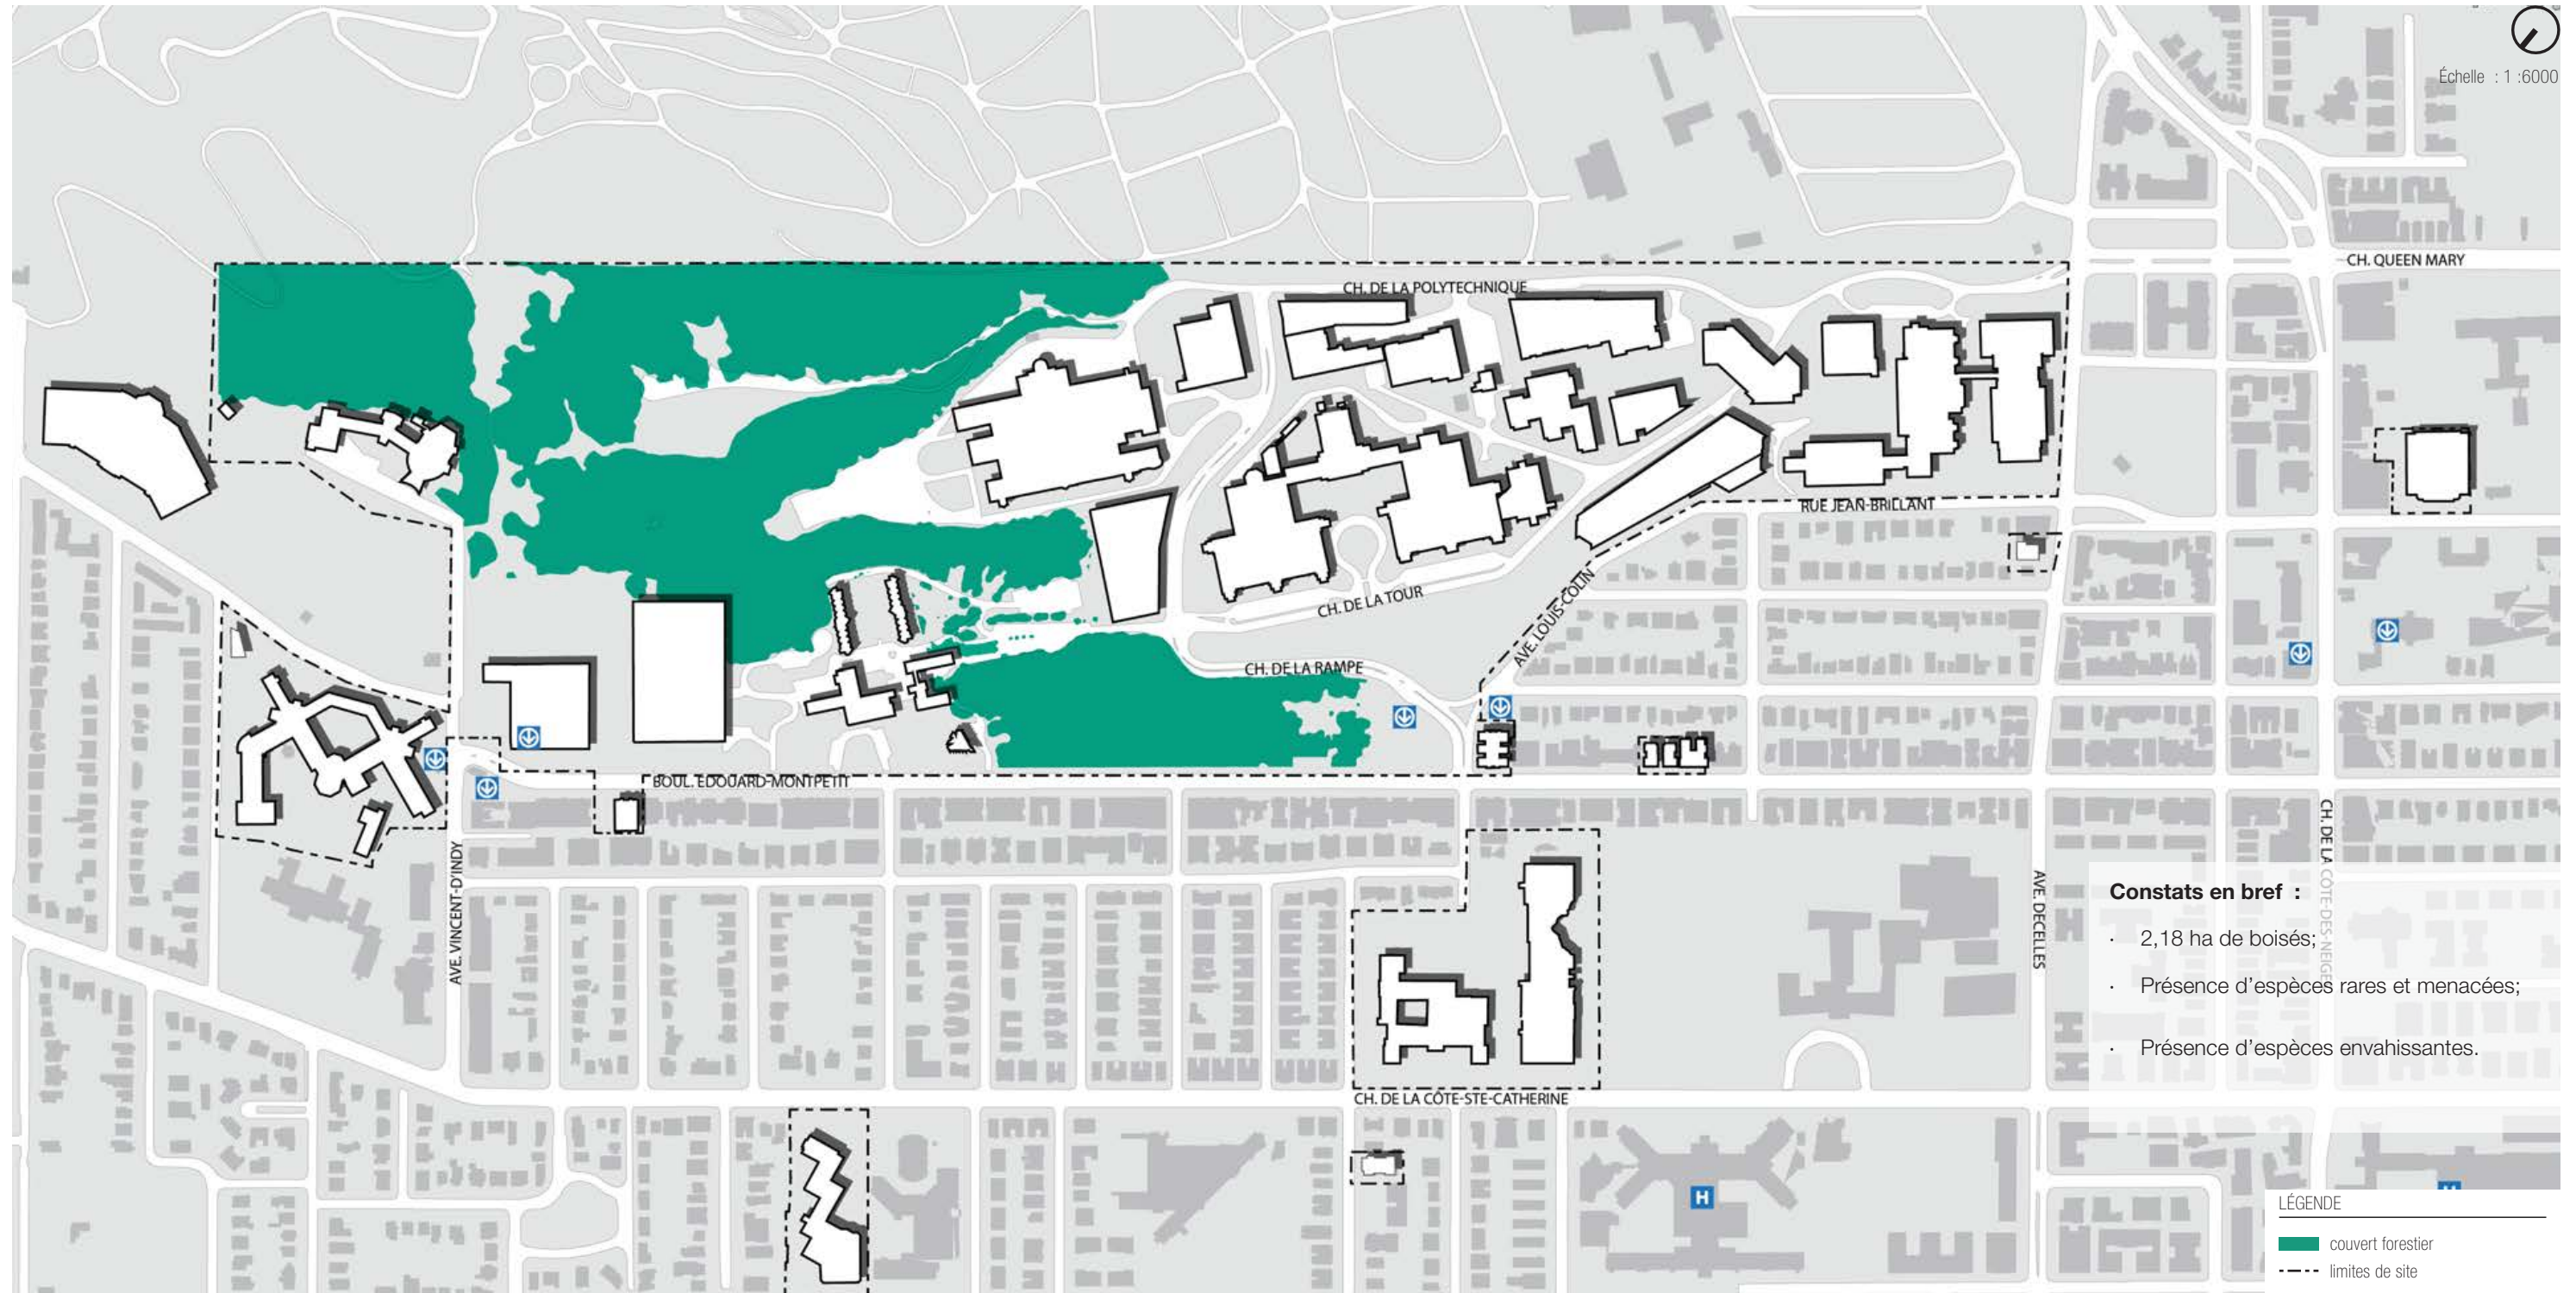 Échelle : 1 :6000
CH. QUEEN MARY
CH. DE LA POLYTECHNIQUE
RUE JEAN-BRILLANT
CH. DE LA TOUR
AVE. LOUIS-COLIN
CH. DE LA RAMPE
BOUL. EDOUARD-MONTPETIT
AVE. VINCENT-D'INDY
AVE. DECELLES
CH. DE LA CÔTE-DES-NEIGES
Constats en bref :
· 2,18 ha de boisés;
· Présence d'espèces rares et menacées;
· Présence d'espèces envahissantes.
CH. DE LA CÔTE-STE-CATHERINE
H
H
LÉGENDE
couvert forestier
limites de site